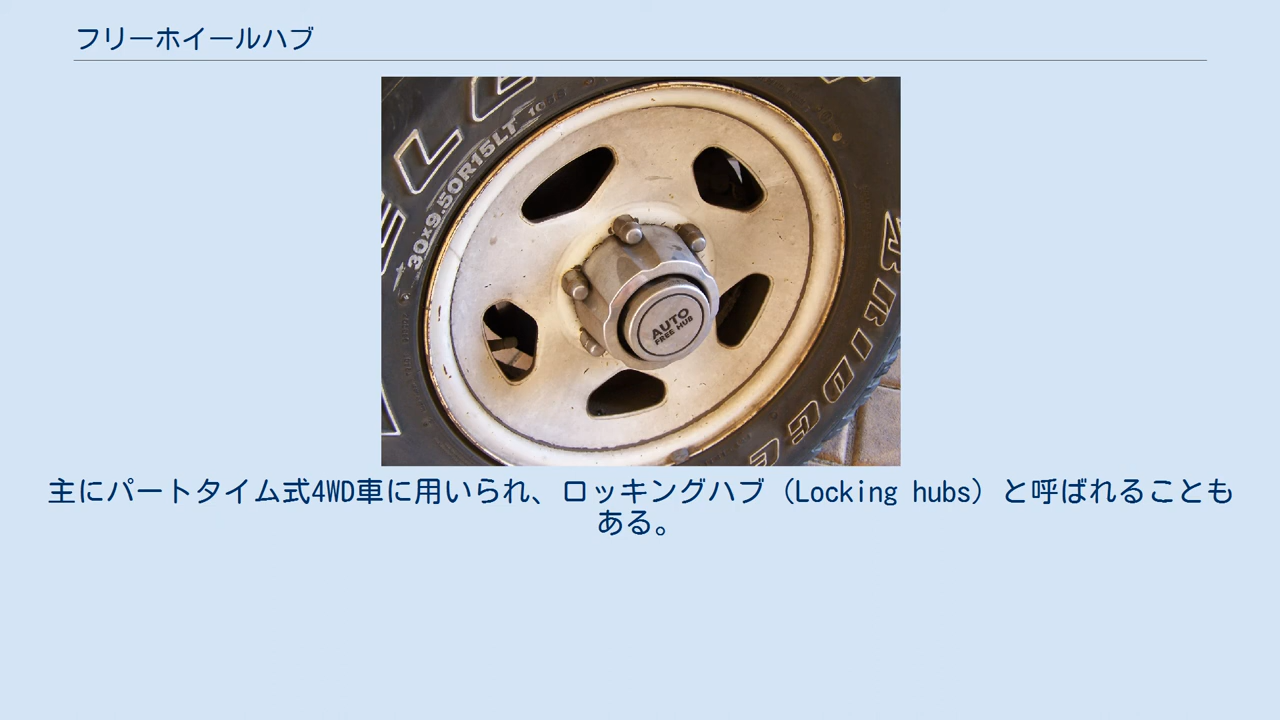 フリーホイールハブ
30x9.50R15LT
AUTO
FREE HUB
主にパートタイム式4WD車に用いられ、ロッキングハブ（Locking hubs）と呼ばれることも
ある。